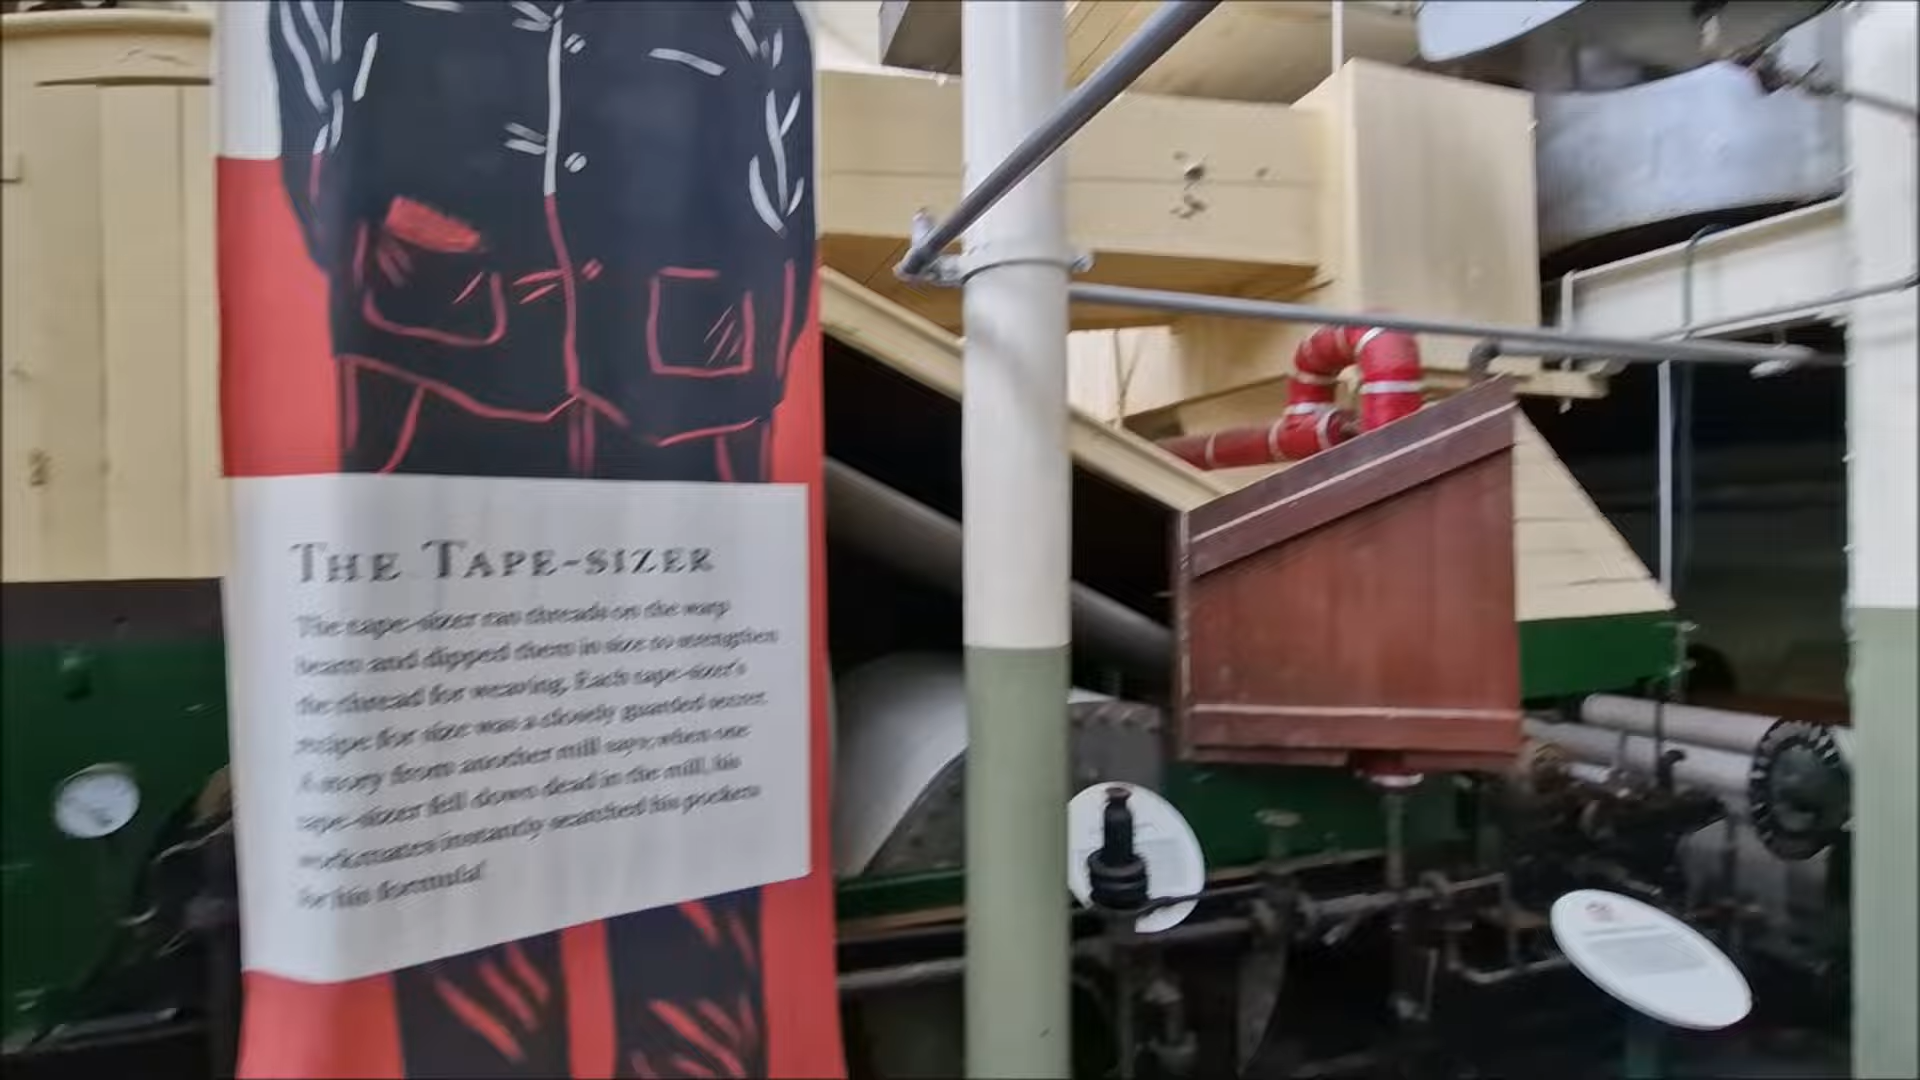 THE TAPE-SIZER
The tape-sizer ran threads on the warp
beam and dipped them in size to strengthen
the thread for weaving. Each tape-sizer's
recipe for size was a closely guarded secret.
A story from another mill says, when one
tape-sizer fell down dead in the mill, his
workmates instantly searched his pockets
for his formula!